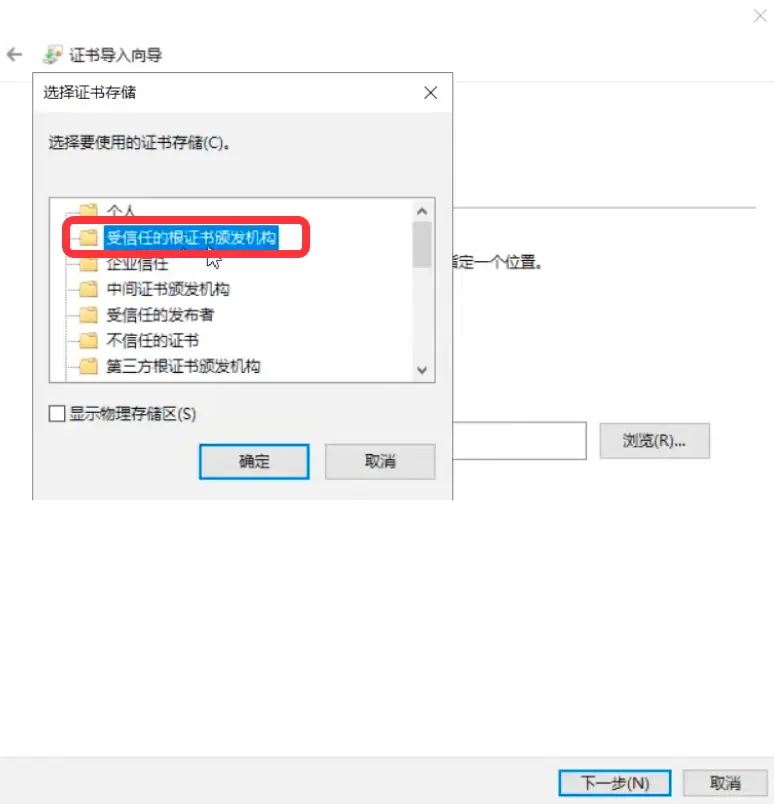 证书导入向导
选择证书存储
选择要使用的证书存储(C)。
个人
受信任的根证书颁发机构
企业信任
中间证书颁发机构
受信任的发布者
不信任的证书
第三方根证书颁发机构
指定一个位置。
显示物理存储区(S)
浏览(R)...
确定
取消
下一步(N)
取消